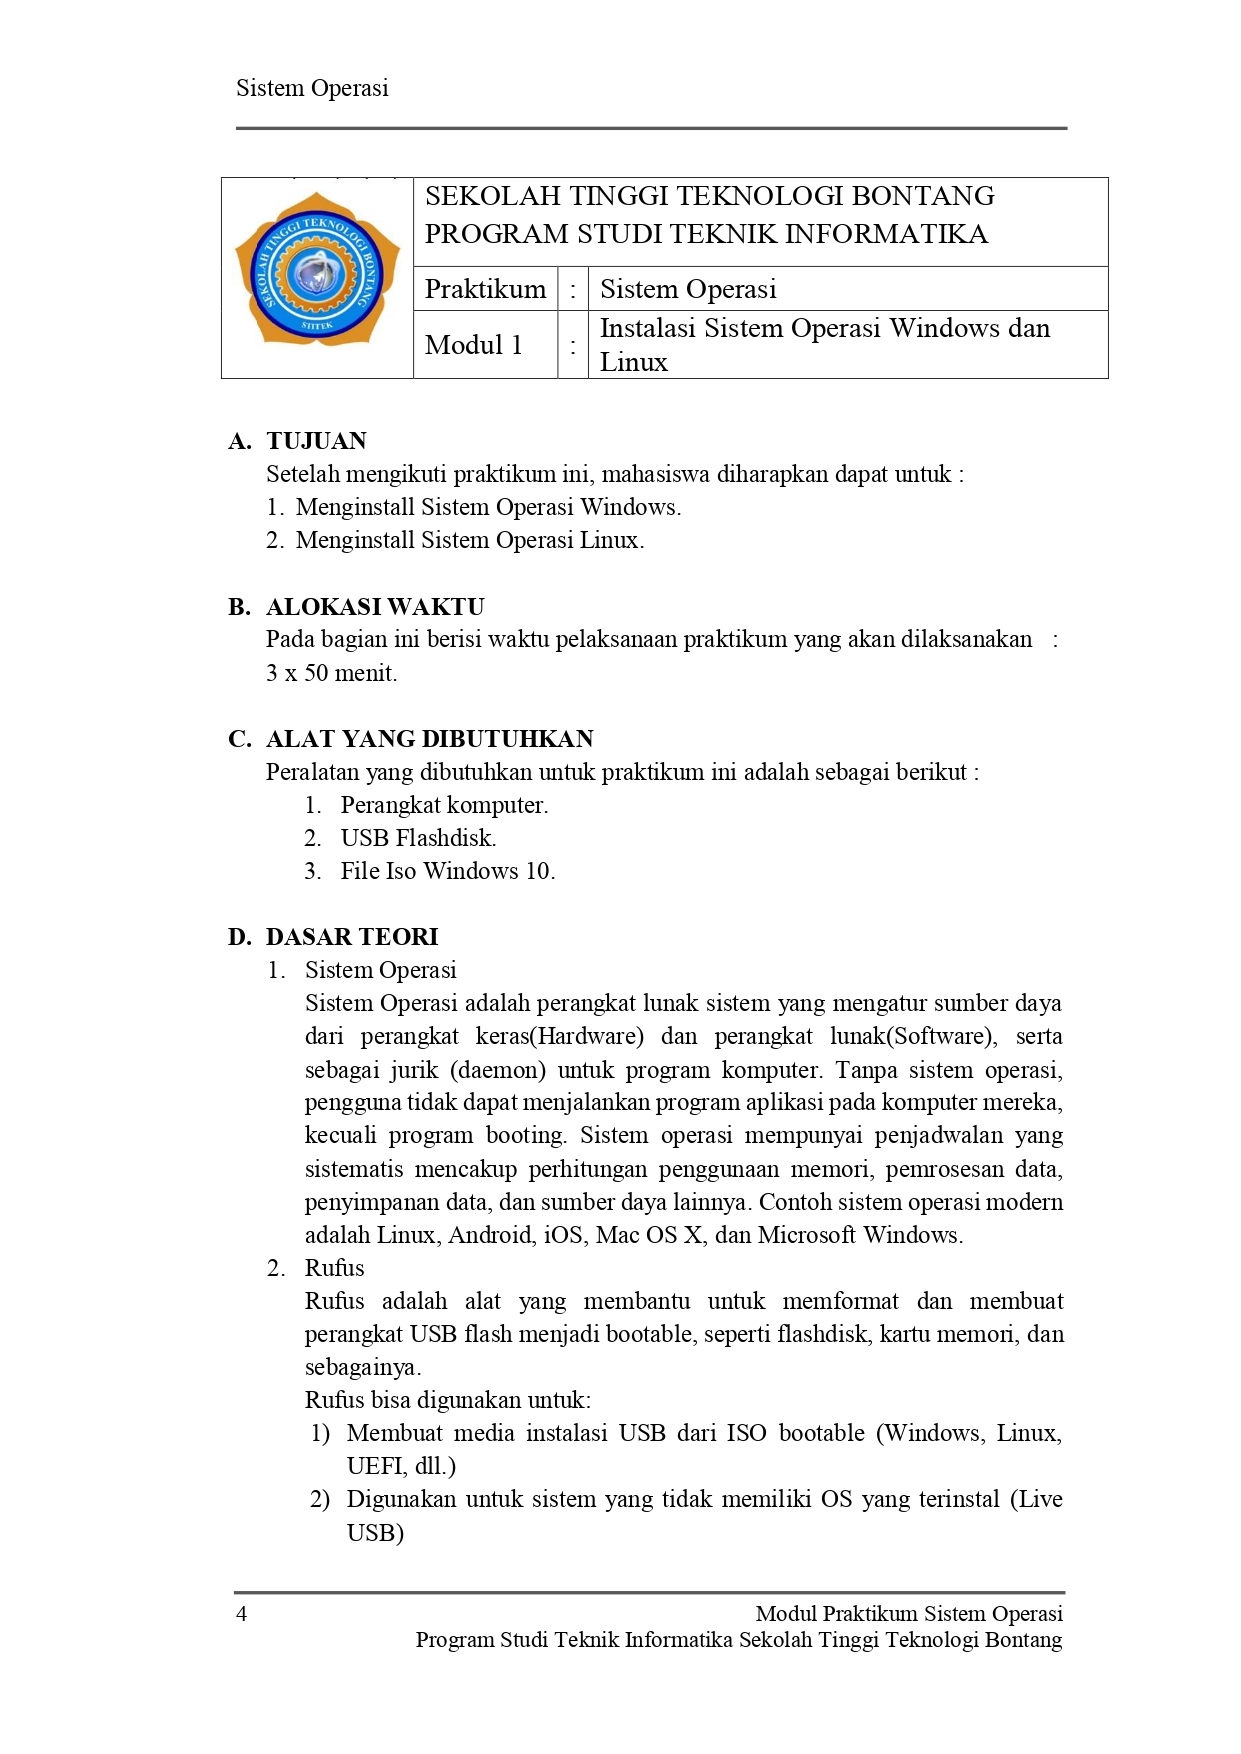 Sistem Operasi
SEKOLAH TINGGI TEKNOLOGI BONTANG
STITEK
SEKOLAH TINGGI TEKNOLOGI BONTANG
PROGRAM STUDI TEKNIK INFORMATIKA
Praktikum : Sistem Operasi
Modul 1 : Instalasi Sistem Operasi Windows dan
Linux
A. TUJUAN
Setelah mengikuti praktikum ini, mahasiswa diharapkan dapat untuk :
1. Menginstall Sistem Operasi Windows.
2. Menginstall Sistem Operasi Linux.
B. ALOKASI WAKTU
Pada bagian ini berisi waktu pelaksanaan praktikum yang akan dilaksanakan :
3 x 50 menit.
C. ALAT YANG DIBUTUHKAN
Peralatan yang dibutuhkan untuk praktikum ini adalah sebagai berikut :
1. Perangkat komputer.
2. USB Flashdisk.
3. File Iso Windows 10.
D. DASAR TEORI
1. Sistem Operasi
Sistem Operasi adalah perangkat lunak sistem yang mengatur sumber daya
dari perangkat keras(Hardware) dan perangkat lunak(Software), serta
sebagai jurik (daemon) untuk program komputer. Tanpa sistem operasi,
pengguna tidak dapat menjalankan program aplikasi pada komputer mereka,
kecuali program booting. Sistem operasi mempunyai penjadwalan yang
sistematis mencakup perhitungan penggunaan memori, pemrosesan data,
penyimpanan data, dan sumber daya lainnya. Contoh sistem operasi modern
adalah Linux, Android, iOS, Mac OS X, dan Microsoft Windows.
2. Rufus
Rufus adalah alat yang membantu untuk memformat dan membuat
perangkat USB flash menjadi bootable, seperti flashdisk, kartu memori, dan
sebagainya.
Rufus bisa digunakan untuk:
1) Membuat media instalasi USB dari ISO bootable (Windows, Linux,
UEFI, dll.)
2) Digunakan untuk sistem yang tidak memiliki OS yang terinstal (Live
USB)
4 Modul Praktikum Sistem Operasi
Program Studi Teknik Informatika Sekolah Tinggi Teknologi Bontang